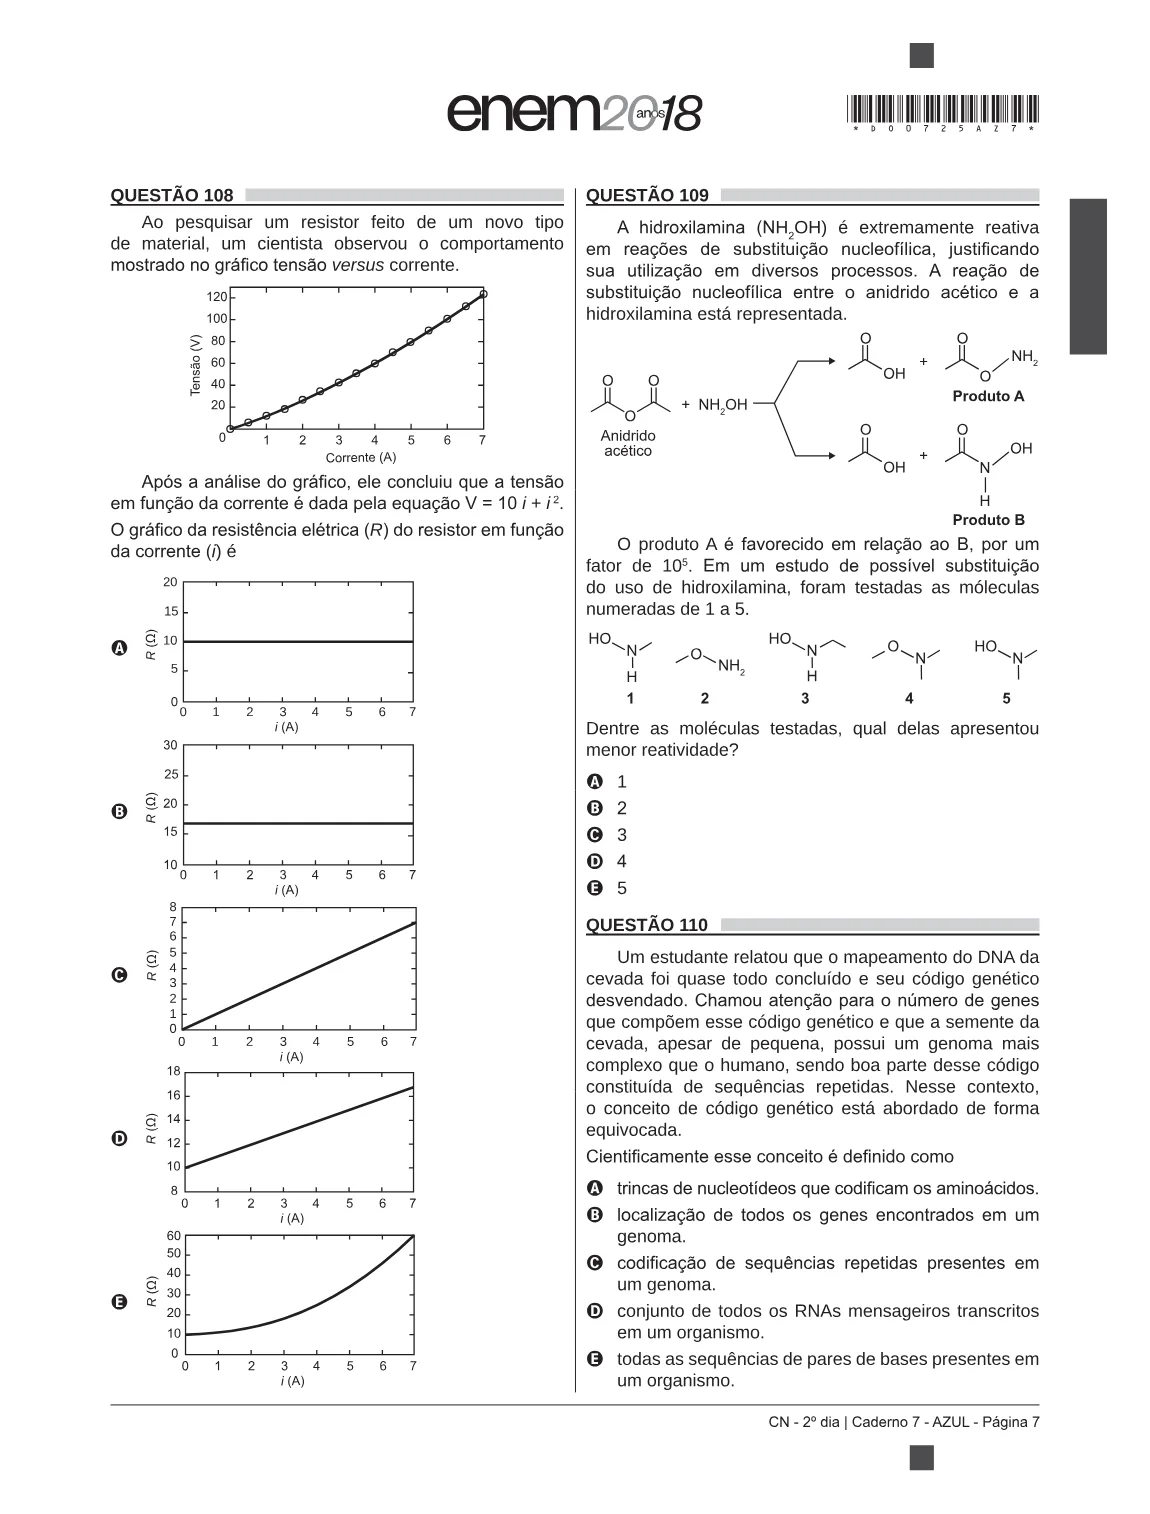 enem20anos18
* D 0 0 7 2 5 A Z 7 *
QUESTÃO 108
Ao pesquisar um resistor feito de um novo tipo
de material, um cientista observou o comportamento
mostrado no gráfico tensão versus corrente.
120
100
80
60
40
20
0
1 2 3 4 5 6 7
Tensão (V)
Corrente (A)
Após a análise do gráfico, ele concluiu que a tensão
em função da corrente é dada pela equação V = 10 i + i².
O gráfico da resistência elétrica (R) do resistor em função
da corrente (i) é
A
R (Ω)
20
15
10
5
0
0 1 2 3 4 5 6 7
i (A)
B
R (Ω)
30
25
20
15
10
0 1 2 3 4 5 6 7
i (A)
C
R (Ω)
8
7
6
5
4
3
2
1
0
0 1 2 3 4 5 6 7
i (A)
D
R (Ω)
18
16
14
12
10
8
0 1 2 3 4 5 6 7
i (A)
E
R (Ω)
60
50
40
30
20
10
0
0 1 2 3 4 5 6 7
i (A)
QUESTÃO 109
A hidroxilamina (NH₂OH) é extremamente reativa
em reações de substituição nucleofílica, justificando
sua utilização em diversos processos. A reação de
substituição nucleofílica entre o anidrido acético e a
hidroxilamina está representada.
O O
O
Anidrido
acético
+ NH₂OH
O
OH
+
O
O
NH₂
Produto A
O
OH
+
O
N
OH
H
Produto B
O produto A é favorecido em relação ao B, por um
fator de 10⁵. Em um estudo de possível substituição
do uso de hidroxilamina, foram testadas as móleculas
numeradas de 1 a 5.
HO
N
H
1
O
NH₂
2
HO
N
H
3
O
N
4
HO
N
5
Dentre as moléculas testadas, qual delas apresentou
menor reatividade?
A 1
B 2
C 3
D 4
E 5
QUESTÃO 110
Um estudante relatou que o mapeamento do DNA da
cevada foi quase todo concluído e seu código genético
desvendado. Chamou atenção para o número de genes
que compõem esse código genético e que a semente da
cevada, apesar de pequena, possui um genoma mais
complexo que o humano, sendo boa parte desse código
constituída de sequências repetidas. Nesse contexto,
o conceito de código genético está abordado de forma
equivocada.
Cientificamente esse conceito é definido como
A trincas de nucleotídeos que codificam os aminoácidos.
B localização de todos os genes encontrados em um
genoma.
C codificação de sequências repetidas presentes em
um genoma.
D conjunto de todos os RNAs mensageiros transcritos
em um organismo.
E todas as sequências de pares de bases presentes em
um organismo.
CN - 2º dia | Caderno 7 - AZUL - Página 7